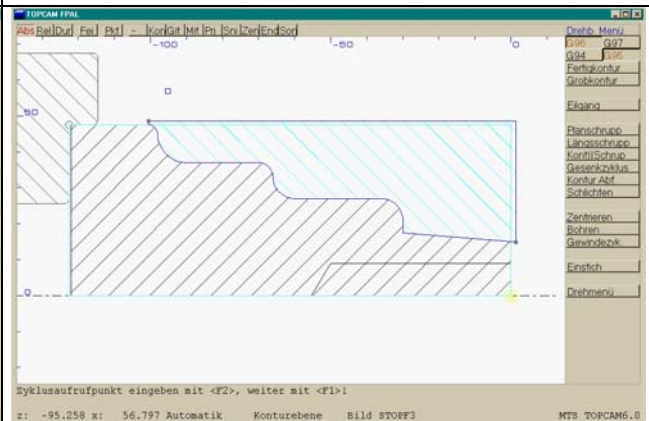 TOPCAM FPAL
Abs Rel Dur Fei Pkt - Kon Git Mit Pri Sni Zen End Son
Drehb. Menü
G96 G97
G94 G95
Fertigkontur
Grobkontur
Eilgang
Planschrupp
Längsschrupp
KontllSchrup
Gesenkzyklus
Kontur Abf.
Schlichten
Zentrieren
Bohren
Gewindezyk.
Einstich
Drehmenü
-100 -50 0
50
0
Zyklusaufrufpunkt eingeben mit <F2>, weiter mit <F1>!
z: -95.258 x: 56.797 Automatik Konturebene Bild STOPF3 MTS TOPCAM6.0